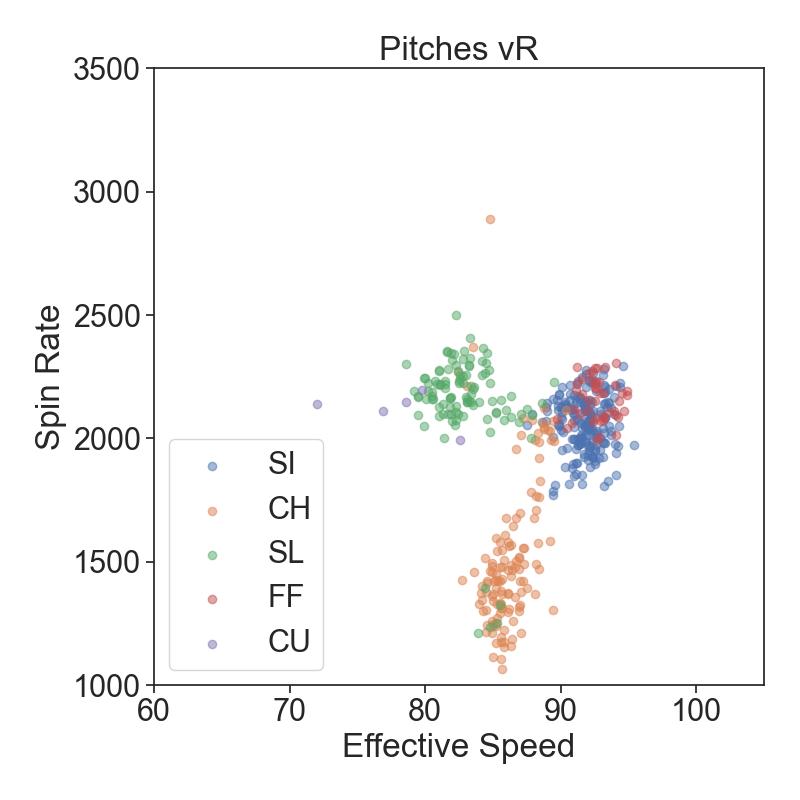 Pitches vR
3500
3000
2500
2000
1500
1000
Spin Rate
SI
CH
SL
FF
CU
60 70 80 90 100
Effective Speed